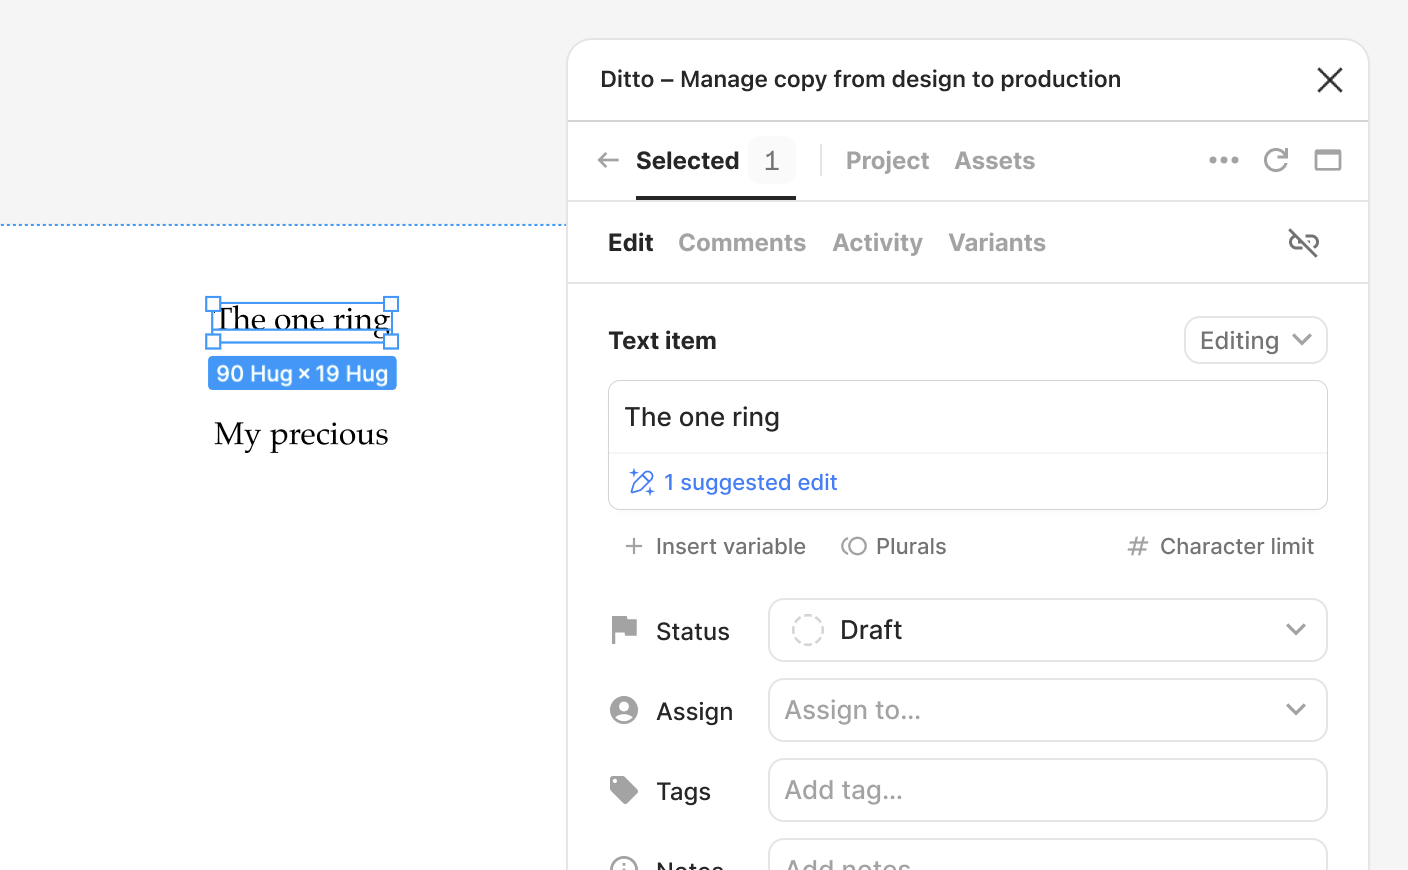 Ditto – Manage copy from design to production
Selected 1 Project Assets
Edit Comments Activity Variants
The one ring
90 Hug × 19 Hug
My precious
Text item Editing
The one ring
1 suggested edit
+ Insert variable Plurals # Character limit
Status Draft
Assign Assign to...
Tags Add tag...
Notes Add notes